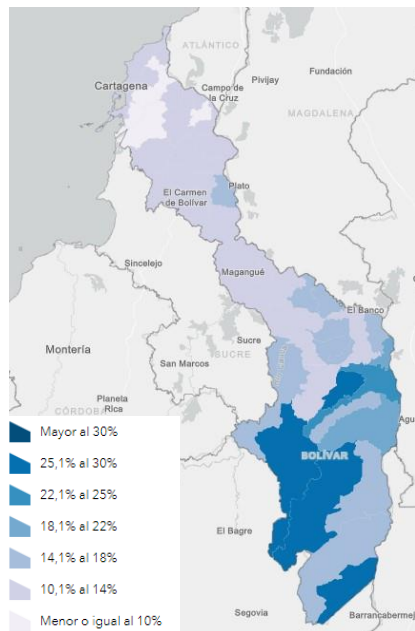 ATLÁNTICO
Cartagena
Campo de
la Cruz
Pivijay
Fundación
MAGDALENA
El Carmen
de Bolívar
Plato
Sincelejo
Magangué
El Banco
Montería
Sucre
SUCRE
San Marcos
Planeta
Rica
CÓRDOBA
Agu
BOLÍVAR
El Bagre
Segovia
Barrancabermej
Mayor al 30%
25,1% al 30%
22,1% al 25%
18,1% al 22%
14,1% al 18%
10,1% al 14%
Menor o igual al 10%